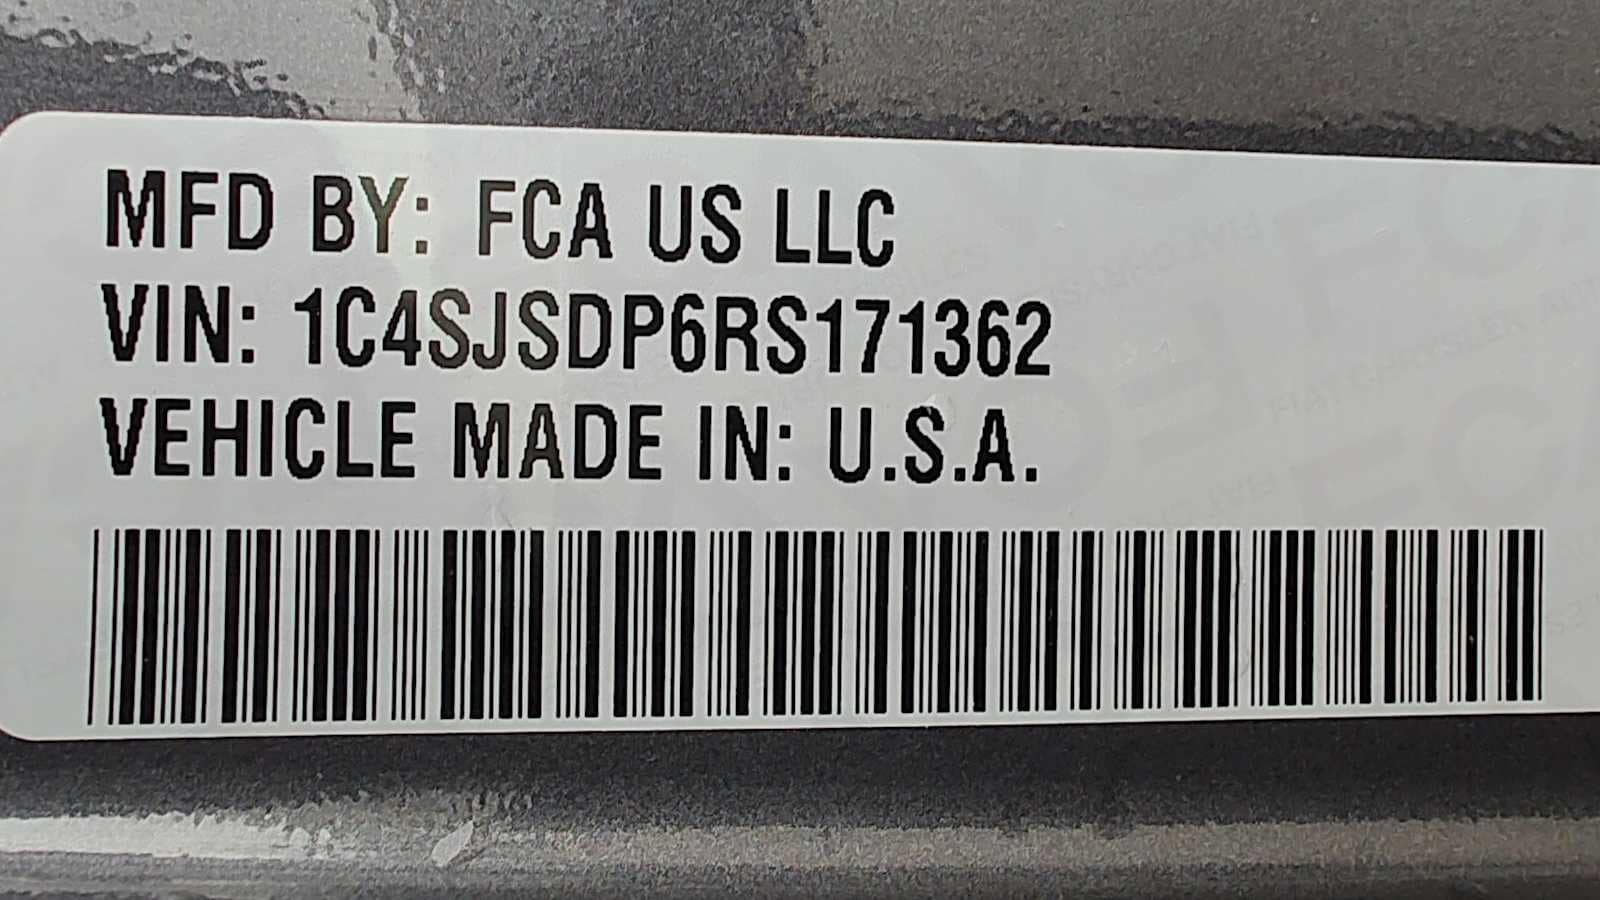 MFD BY: FCA US LLC
VIN: 1C4SJSDP6RS171362
VEHICLE MADE IN: U.S.A.